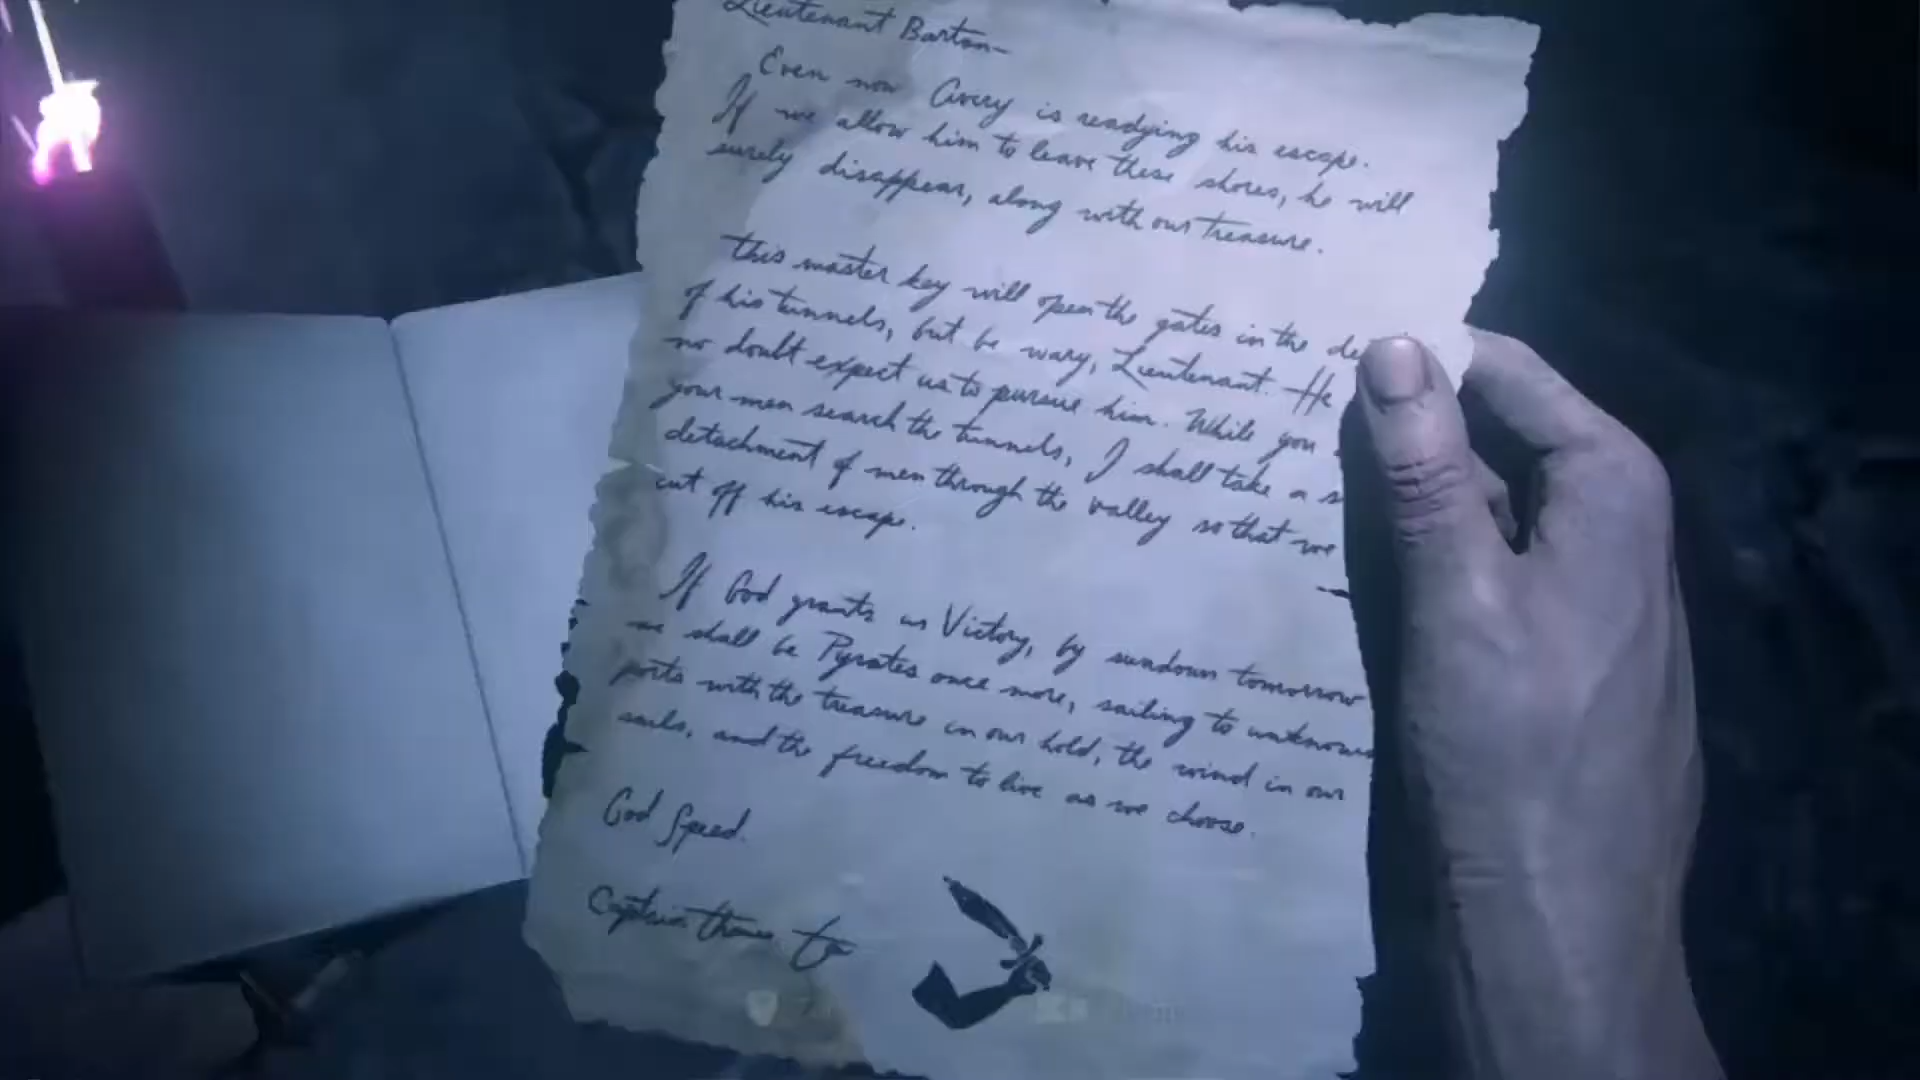 Lieutenant Barton—
Even now Avery is readying his escape.
If we allow him to leave these shores, he will
surely disappear, along with our treasure.
This master key will open the gates in the
of his tunnels, but be wary, Lieutenant. He
no doubt expect us to pursue him. While you
your men search the tunnels, I shall take a
detachment of men through the valley so that we
cut off his escape.
If God grants us Victory, by sundown tomorrow
we shall be Pyrates once more, sailing to unknown
ports with the treasure in our hold, the wind in our
sails, and the freedom to live as we choose.
God Speed.
Captain Thomas